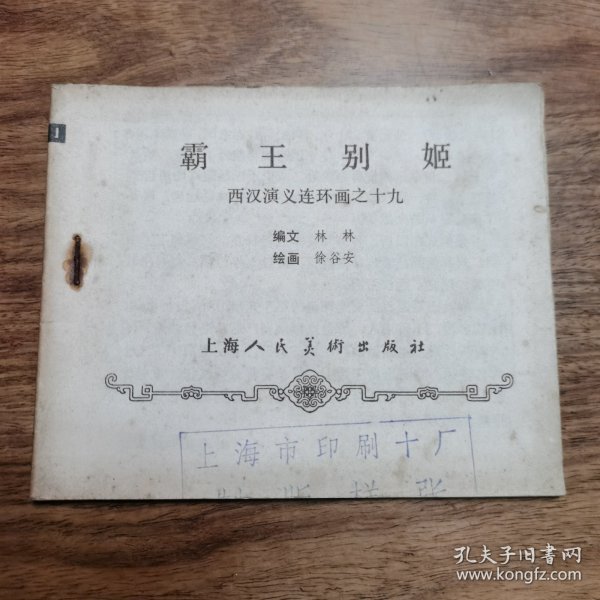 1
霸王别姬
西汉演义连环画之十九
编文 林林
绘画 徐谷安
上海人民美術出版社
上海市印刷十厂
孔夫子旧书网
www.kongfz.com